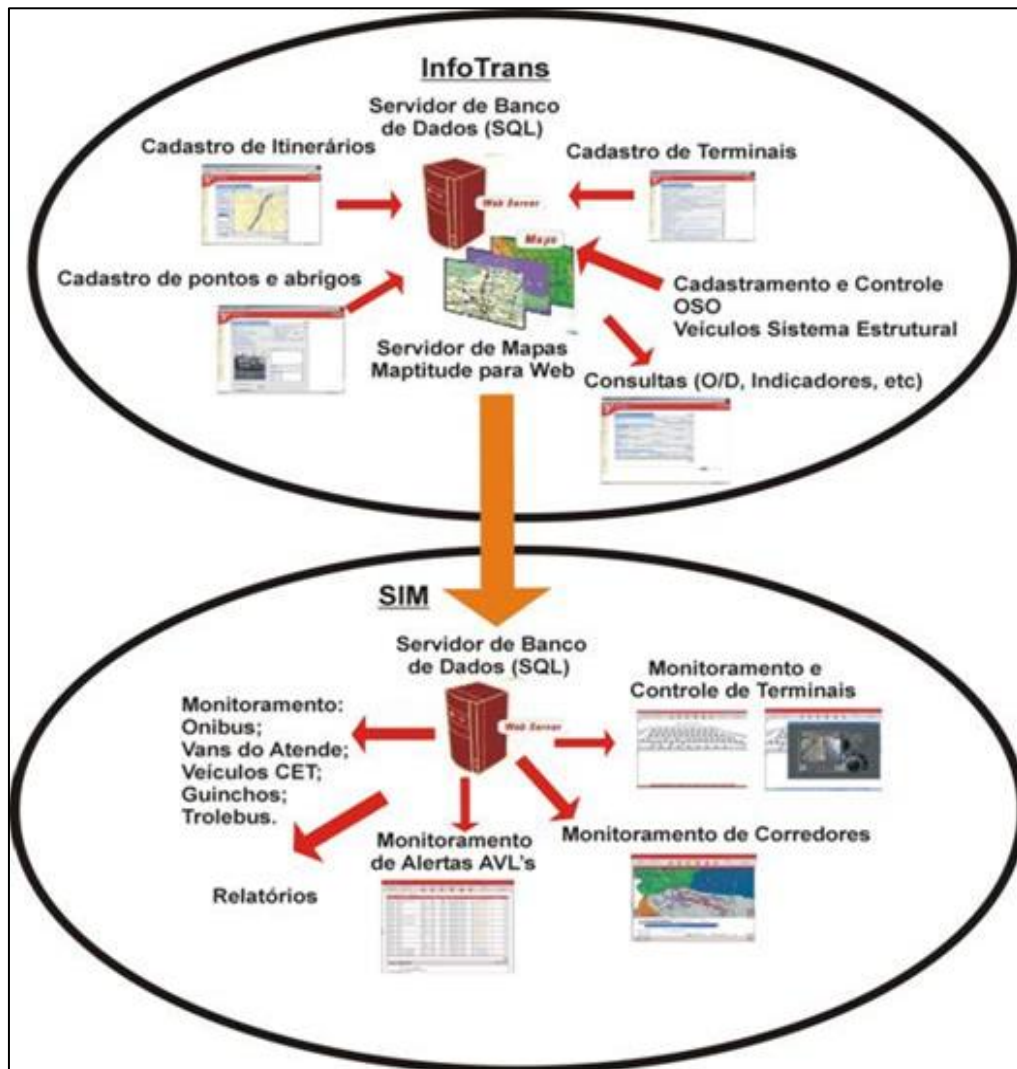 InfoTrans
Servidor de Banco
de Dados (SQL)
Cadastro de Itinerários
Cadastro de Terminais
Web Server
Maps
Cadastro de pontos e abrigos
Cadastramento e Controle
OSO
Veículos Sistema Estrutural
Servidor de Mapas
Maptitude para Web
Consultas (O/D, Indicadores, etc)
SIM
Servidor de Banco
de Dados (SQL)
Web Server
Monitoramento e
Controle de Terminais
Monitoramento:
Onibus;
Vans do Atende;
Veículos CET;
Guinchos;
Trolebus.
Monitoramento
de Alertas AVL's
Monitoramento de Corredores
Relatórios